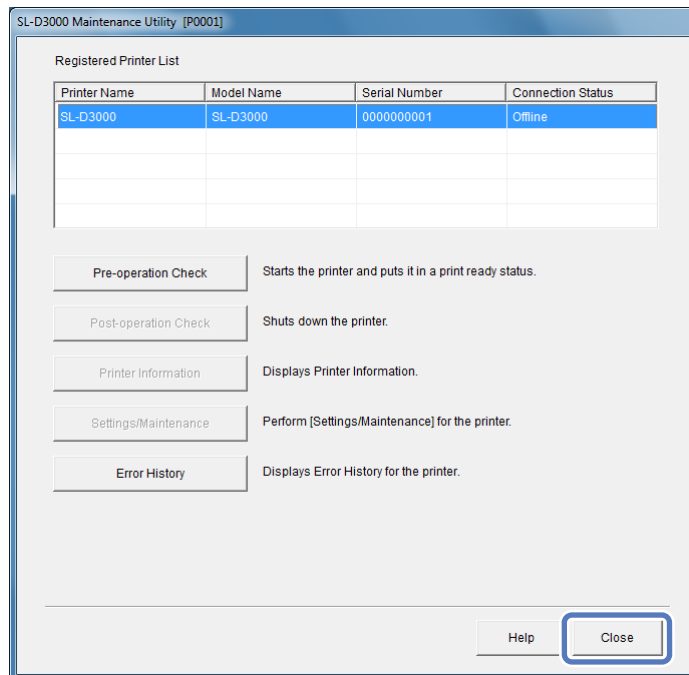 SL-D3000 Maintenance Utility [P0001]
Registered Printer List
Printer Name Model Name Serial Number Connection Status
SL-D3000 SL-D3000 0000000001 Offline
Pre-operation Check Starts the printer and puts it in a print ready status.
Post-operation Check Shuts down the printer.
Printer Information Displays Printer Information.
Settings/Maintenance Perform [Settings/Maintenance] for the printer.
Error History Displays Error History for the printer.
Help Close